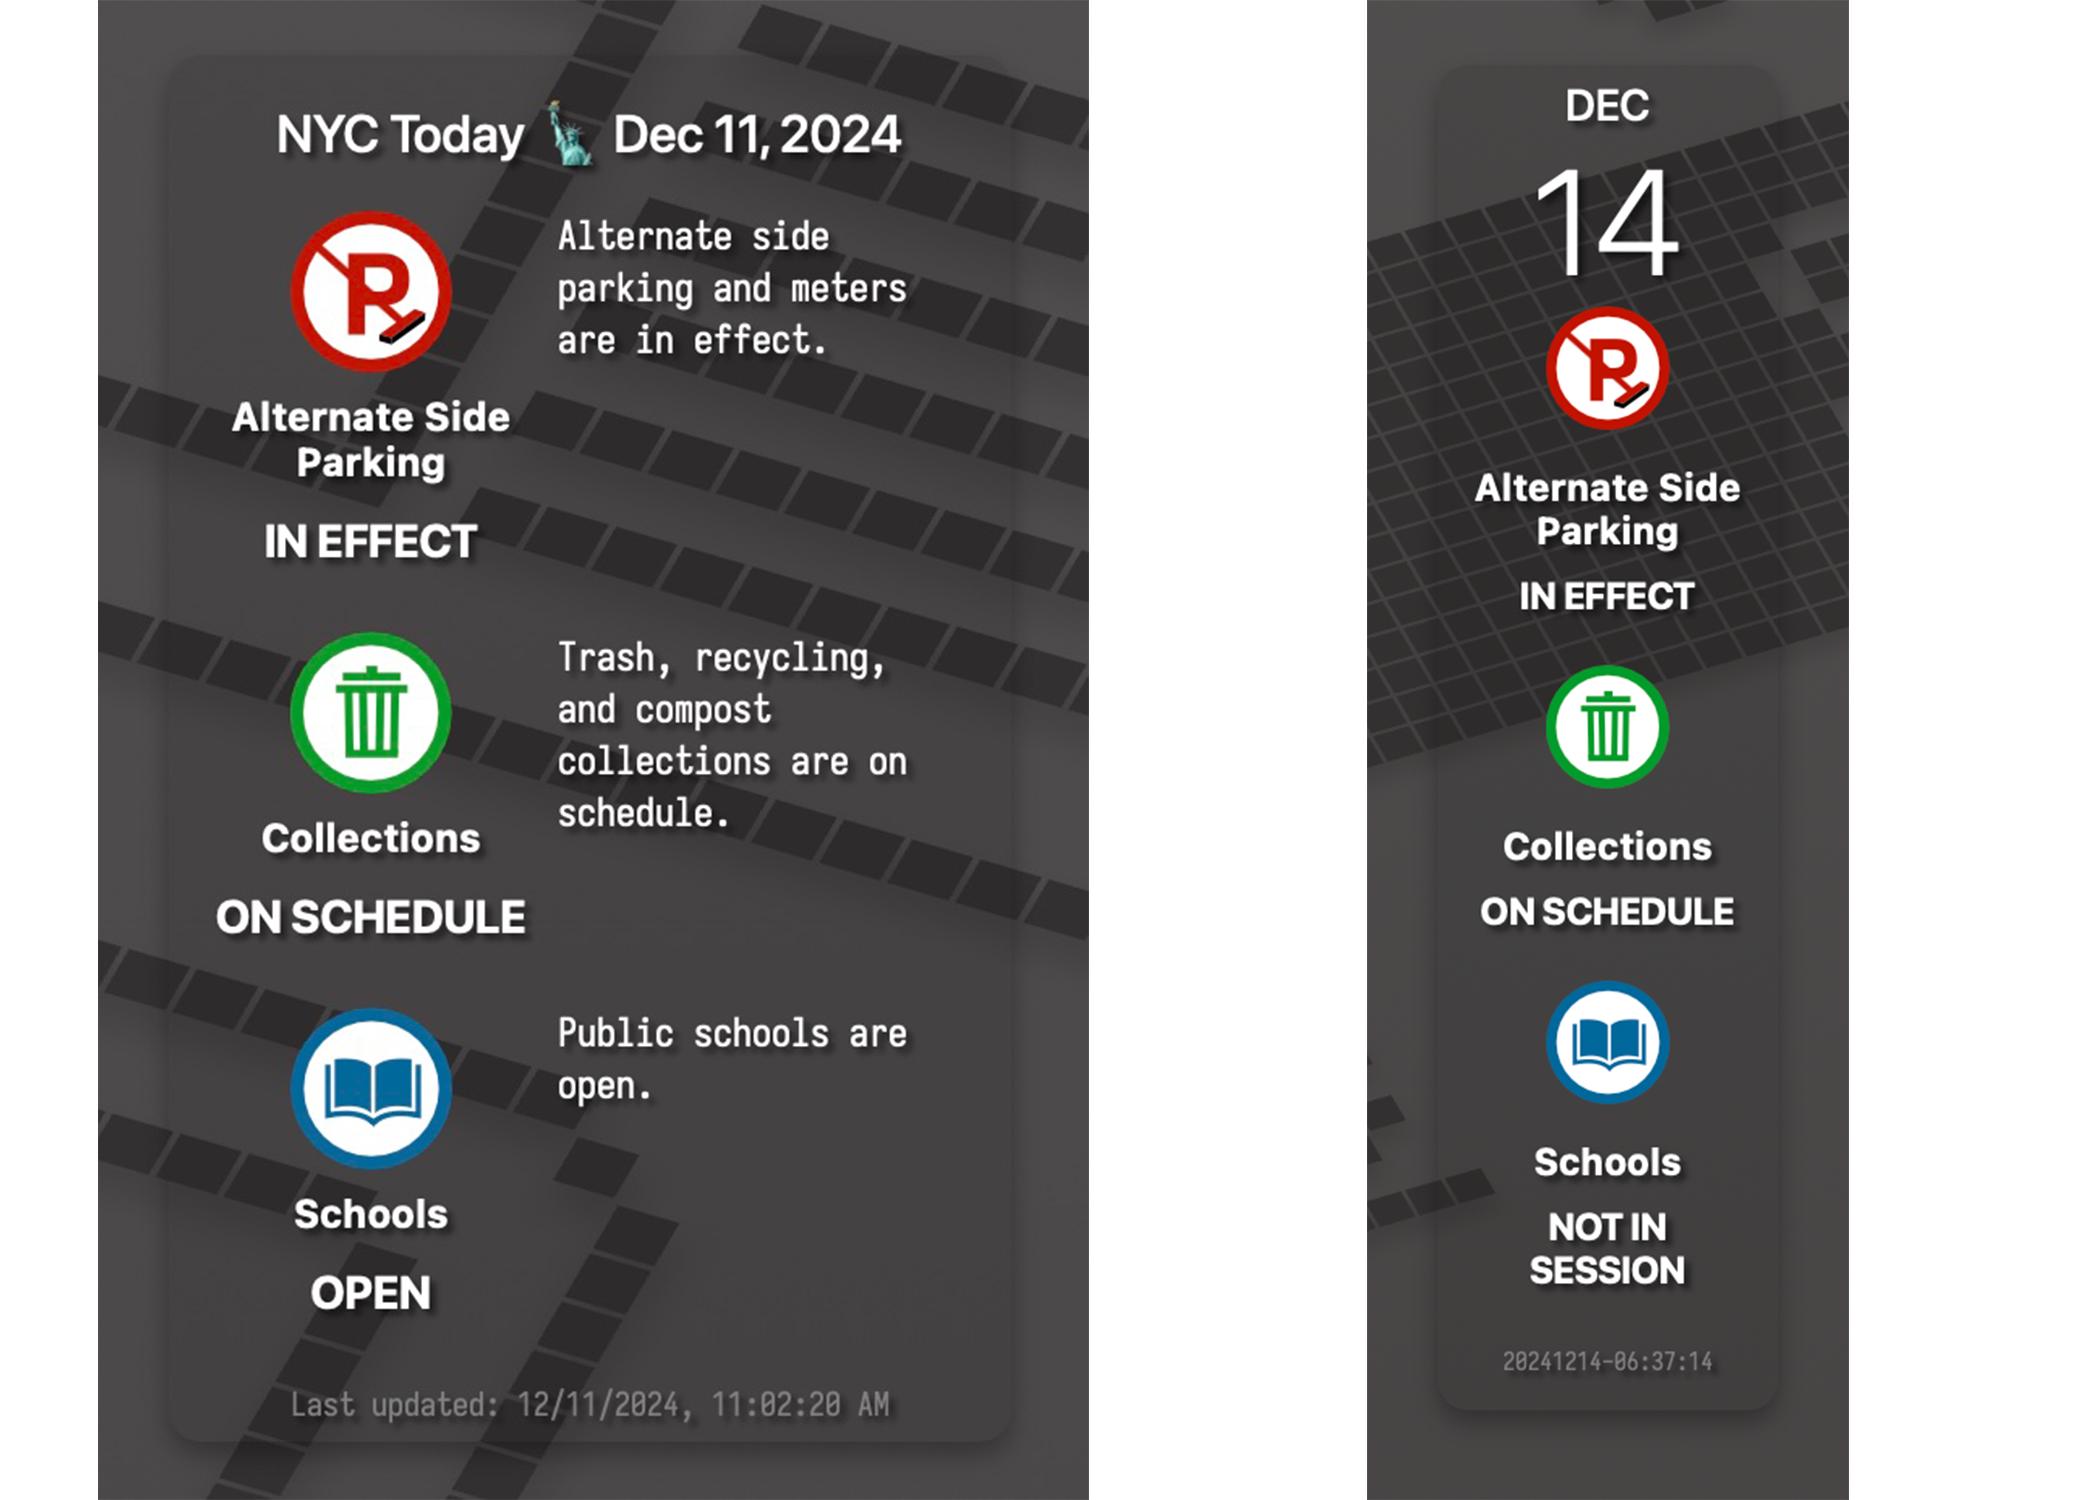 NYC Today 🗽 Dec 11, 2024
Alternate Side
Parking
IN EFFECT
Alternate side
parking and meters
are in effect.
Collections
ON SCHEDULE
Trash, recycling,
and compost
collections are on
schedule.
Schools
OPEN
Public schools are
open.
Last updated: 12/11/2024, 11:02:20 AM
DEC
14
Alternate Side
Parking
IN EFFECT
Collections
ON SCHEDULE
Schools
NOT IN
SESSION
20241214-06:37:14